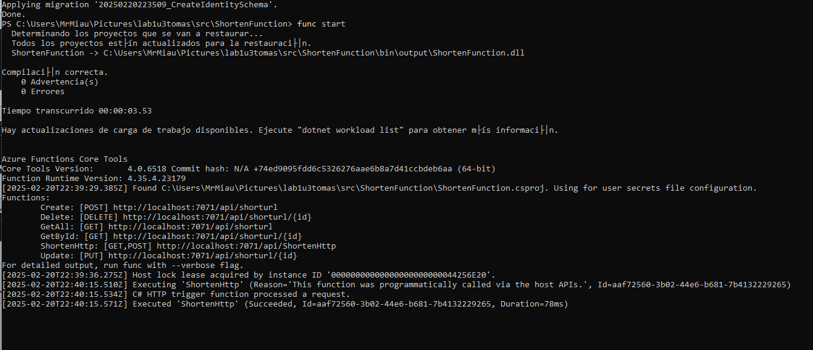 Applying migration '20250220223509_CreateIdentitySchema'.
Done.
PS C:\Users\MrMiau\Pictures\lab1u3tomas\src\ShortenFunction> func start
  Determinando los proyectos que se van a restaurar...
  Todos los proyectos est├ín actualizados para la restauraci├│n.
  ShortenFunction -> C:\Users\MrMiau\Pictures\lab1u3tomas\src\ShortenFunction\bin\output\ShortenFunction.dll

Compilaci├│n correcta.
    0 Advertencia(s)
    0 Errores

Tiempo transcurrido 00:00:03.53

Hay actualizaciones de carga de trabajo disponibles. Ejecute "dotnet workload list" para obtener m├ís informaci├│n.

Azure Functions Core Tools
Core Tools Version:       4.0.6518 Commit hash: N/A +74ed9095fdd6c5326276aae6b8a7d41ccbdeb6aa (64-bit)
Function Runtime Version: 4.35.4.23179
[2025-02-20T22:39:29.385Z] Found C:\Users\MrMiau\Pictures\lab1u3tomas\src\ShortenFunction\ShortenFunction.csproj. Using for user secrets file configuration.
Functions:
        Create: [POST] http://localhost:7071/api/shorturl
        Delete: [DELETE] http://localhost:7071/api/shorturl/{id}
        GetAll: [GET] http://localhost:7071/api/shorturl
        GetById: [GET] http://localhost:7071/api/shorturl/{id}
        ShortenHttp: [GET,POST] http://localhost:7071/api/ShortenHttp
        Update: [PUT] http://localhost:7071/api/shorturl/{id}
For detailed output, run func with --verbose flag.
[2025-02-20T22:39:36.275Z] Host lock lease acquired by instance ID '00000000000000000000000044256E20'.
[2025-02-20T22:40:15.510Z] Executing 'ShortenHttp' (Reason='This function was programmatically called via the host APIs.', Id=aaf72560-3b02-44e6-b681-7b4132229265)
[2025-02-20T22:40:15.534Z] C# HTTP trigger function processed a request.
[2025-02-20T22:40:15.571Z] Executed 'ShortenHttp' (Succeeded, Id=aaf72560-3b02-44e6-b681-7b4132229265, Duration=78ms)